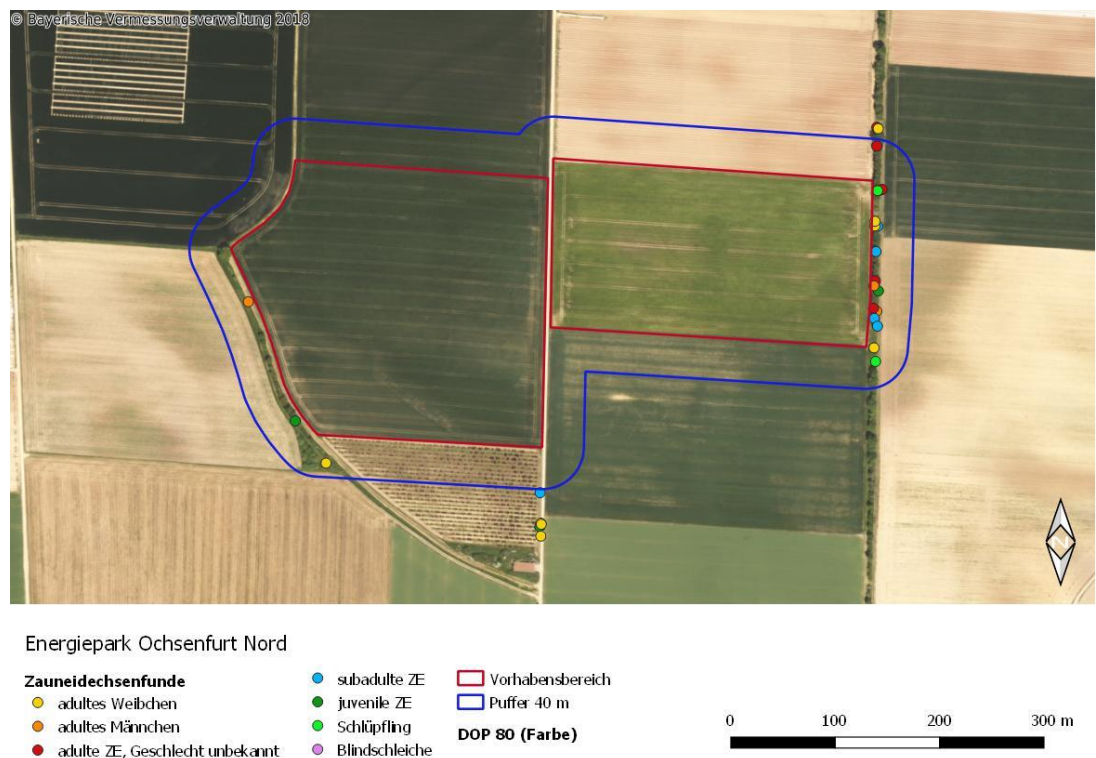 © Bayerische Vermessungsverwaltung 2018
N
Energiepark Ochsenfurt Nord
Zauneidechsenfunde
adultes Weibchen
adultes Männchen
adulte ZE, Geschlecht unbekannt
subadulte ZE
juvenile ZE
Schlüpfling
Blindschleiche
Vorhabensbereich
Puffer 40 m
DOP 80 (Farbe)
0 100 200 300 m